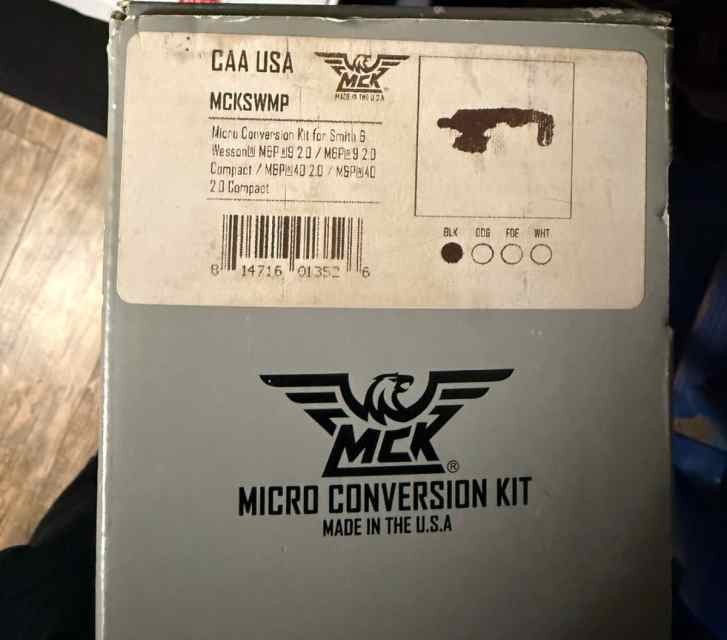 CAA USA
MCK
MADE IN THE U.S.A
MCKSWMP
Micro Conversion Kit for Smith &
Wesson® M&P®9 2.0 / M&P®9 2.0
Compact / M&P®40 2.0 / M&P®40
2.0 Compact
BLK ODG FDE WHT
8 14716 01352 6
MCK®
MICRO CONVERSION KIT
MADE IN THE U.S.A